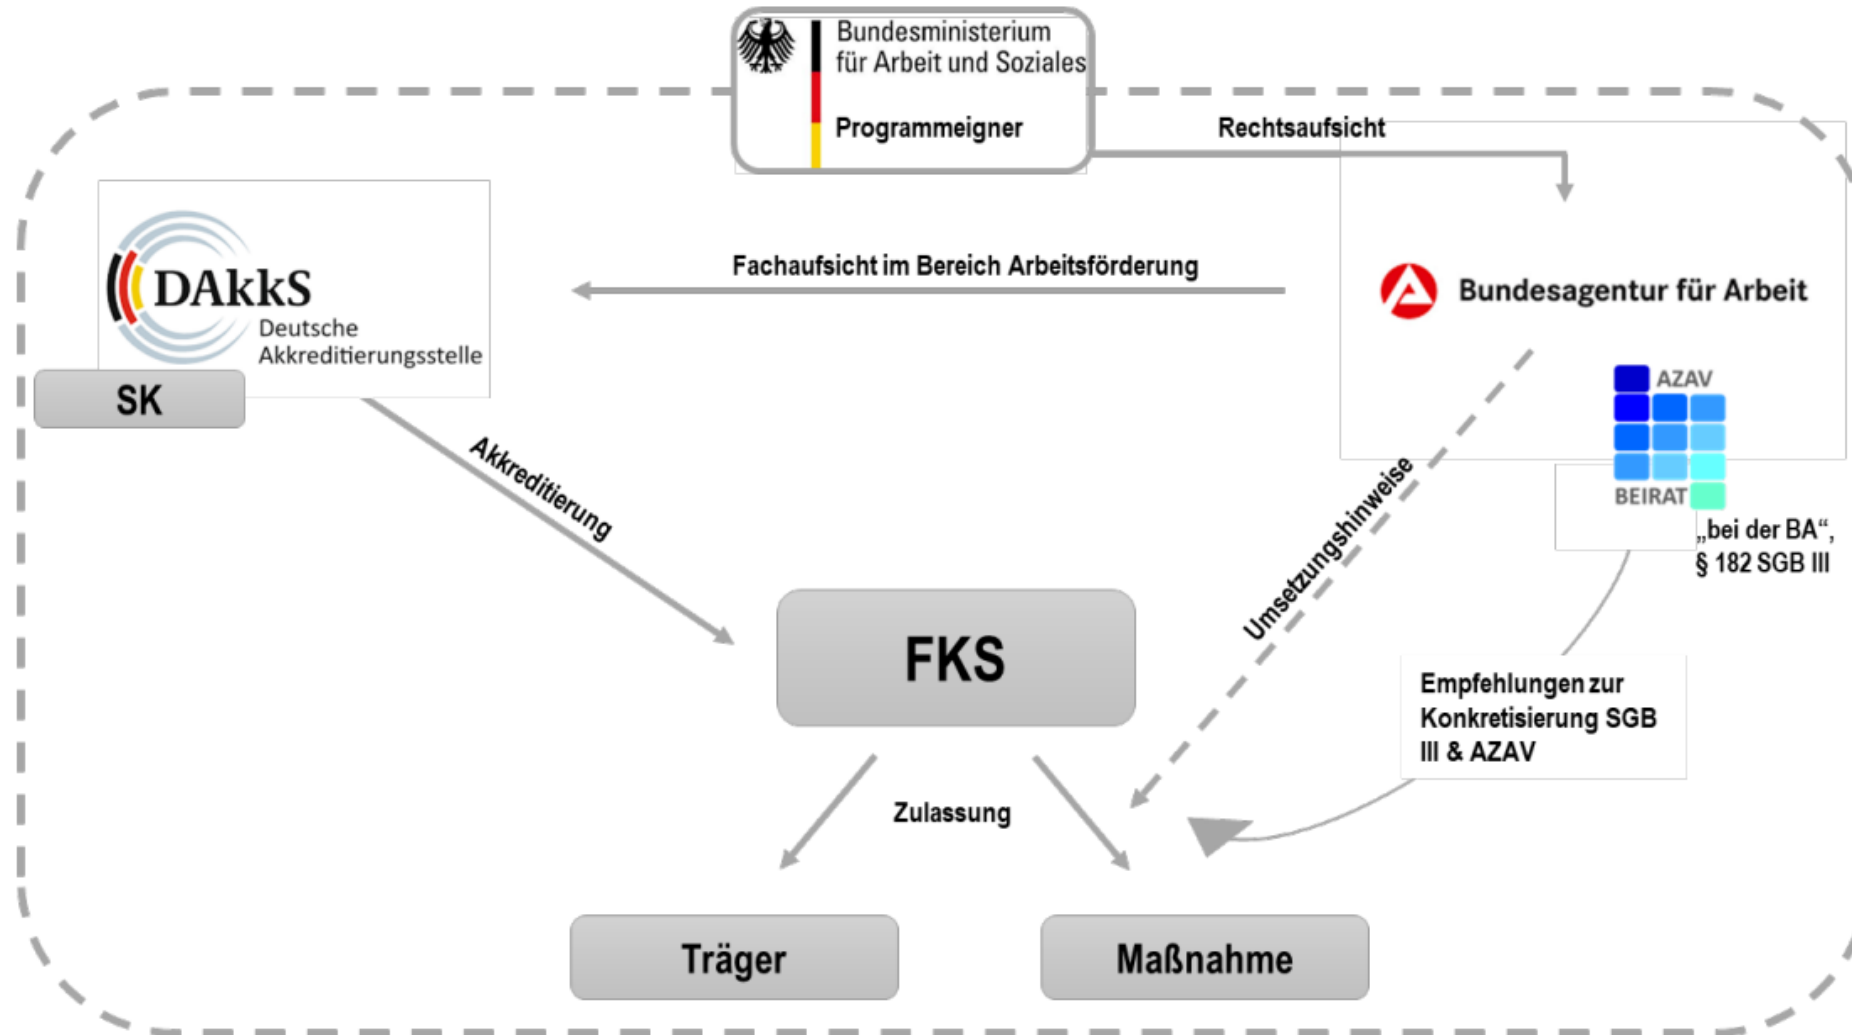 Bundesministerium
für Arbeit und Soziales
Programmeigner
Rechtsaufsicht
DAkkS
Deutsche
Akkreditierungsstelle
SK
Fachaufsicht im Bereich Arbeitsförderung
Bundesagentur für Arbeit
AZAV
BEIRAT
„bei der BA“,
§ 182 SGB III
Akkreditierung
Umsetzungshinweise
FKS
Empfehlungen zur
Konkretisierung SGB
III & AZAV
Zulassung
Träger
Maßnahme